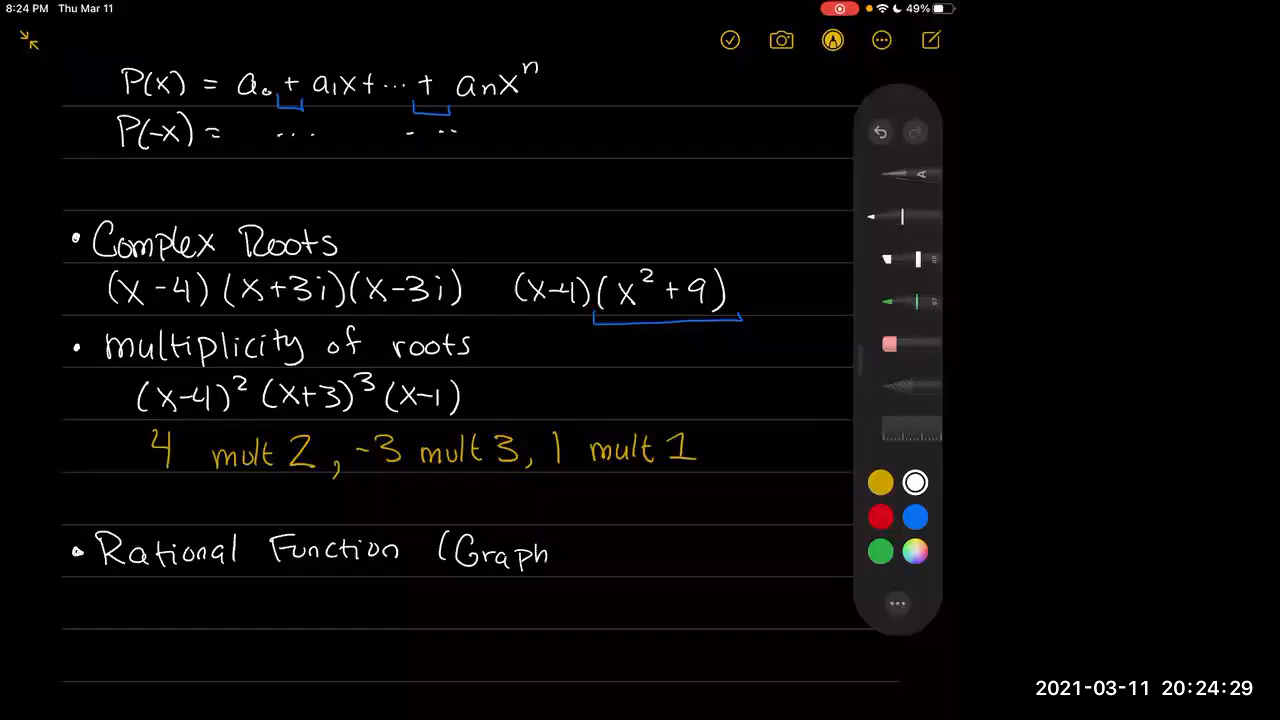 8:24 PM Thu Mar 11
49%
P(x) = a₀ + a₁x + ... + aₙxⁿ
P(-x) = ... ...
• Complex Roots
(x-4)(x+3i)(x-3i) (x-4)(x²+9)
• multiplicity of roots
(x-4)²(x+3)³(x-1)
4 mult 2, -3 mult 3, 1 mult 1
• Rational Function (Graph
2021-03-11 20:24:29